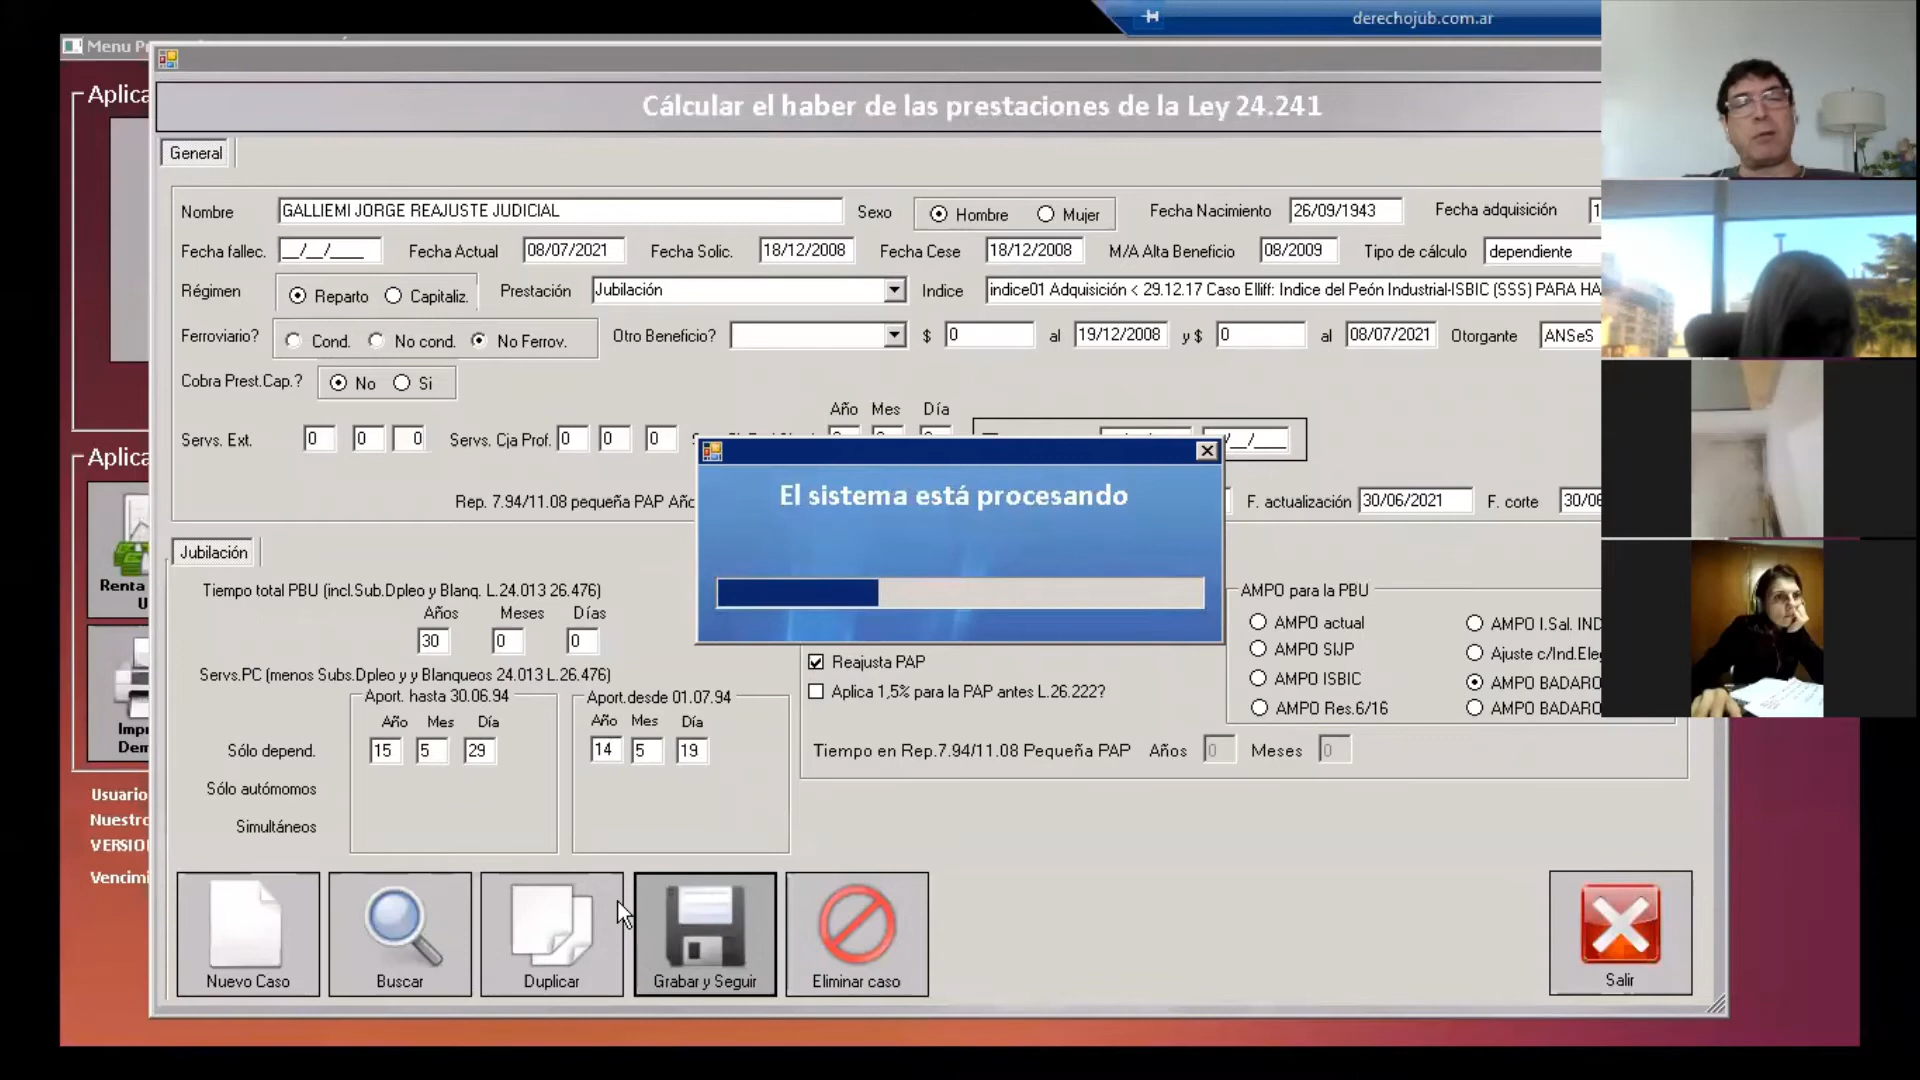 derechojub.com.ar
Menu P
Aplica
Aplica
Renta
U
Impr
Dem
Usuario
Nuestro
VERSIO
Vencimi
Cálcular el haber de las prestaciones de la Ley 24.241
General
Nombre GALLIEMI JORGE REAJUSTE JUDICIAL Sexo Hombre Mujer Fecha Nacimiento 26/09/1943 Fecha adquisición 1
Fecha fallec. __/__/____ Fecha Actual 08/07/2021 Fecha Solic. 18/12/2008 Fecha Cese 18/12/2008 M/A Alta Beneficio 08/2009 Tipo de cálculo dependiente
Régimen Reparto Capitaliz. Prestación Jubilación Indice indice01 Adquisición < 29.12.17 Caso Elliff: Indice del Peón Industrial-ISBIC (SSS) PARA HA
Ferroviario? Cond. No cond. No Ferrov. Otro Beneficio? $ 0 al 19/12/2008 y $ 0 al 08/07/2021 Otorgante ANSeS
Cobra Prest.Cap.? No Si
Año Mes Día
Servs. Ext. 0 0 0 Servs. Cja Prof. 0 0 0
Rep. 7.94/11.08 pequeña PAP Año F. actualización 30/06/2021 F. corte 30/06
El sistema está procesando
Jubilación
Tiempo total PBU (incl.Sub.Dpleo y Blanq. L.24.013 26.476)
Años Meses Días
30 0 0
Servs.PC (menos Subs.Dpleo y y Blanqueos 24.013 L.26.476)
Aport. hasta 30.06.94 Aport.desde 01.07.94
Año Mes Día Año Mes Día
Sólo depend. 15 5 29 14 5 19
Sólo autómomos
Simultáneos
Reajusta PAP
Aplica 1,5% para la PAP antes L.26.222?
Tiempo en Rep.7.94/11.08 Pequeña PAP Años 0 Meses 0
AMPO para la PBU
AMPO actual AMPO I.Sal. IND
AMPO SIJP Ajuste c/Ind.Ele
AMPO ISBIC AMPO BADARO
AMPO Res.6/16 AMPO BADARO
Nuevo Caso
Buscar
Duplicar
Grabar y Seguir
Eliminar caso
Salir